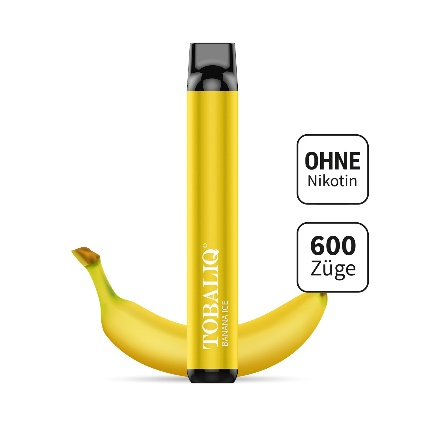 OHNE
Nikotin
600
Züge
TOBALIQ®
BANANA ICE